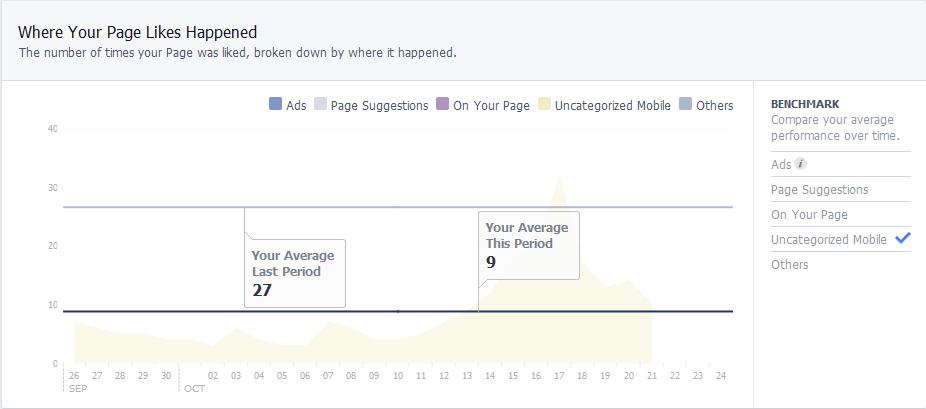 Where Your Page Likes Happened
The number of times your Page was liked, broken down by where it happened.
Ads Page Suggestions On Your Page Uncategorized Mobile Others
40
30
20
10
0
Your Average
Last Period
27
Your Average
This Period
9
26 27 28 29 30 02 03 04 05 06 07 08 09 10 11 12 13 14 15 16 17 18 19 20 21 22 23 24
SEP OCT
BENCHMARK
Compare your average
performance over time.
Ads i
Page Suggestions
On Your Page
Uncategorized Mobile
Others